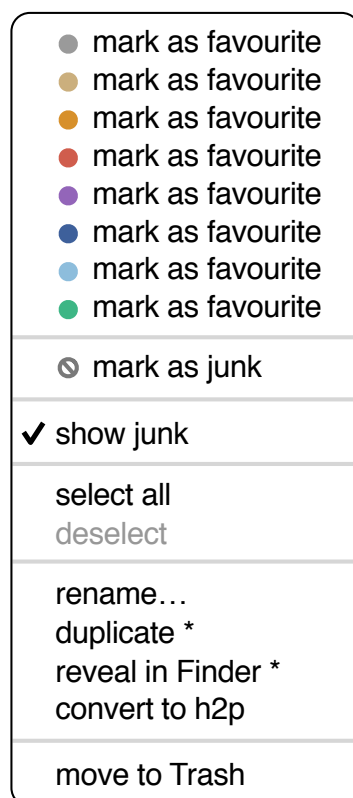 mark as favourite
mark as favourite
mark as favourite
mark as favourite
mark as favourite
mark as favourite
mark as favourite
mark as favourite
mark as junk
show junk
select all
deselect
rename…
duplicate *
reveal in Finder *
convert to h2p
move to Trash